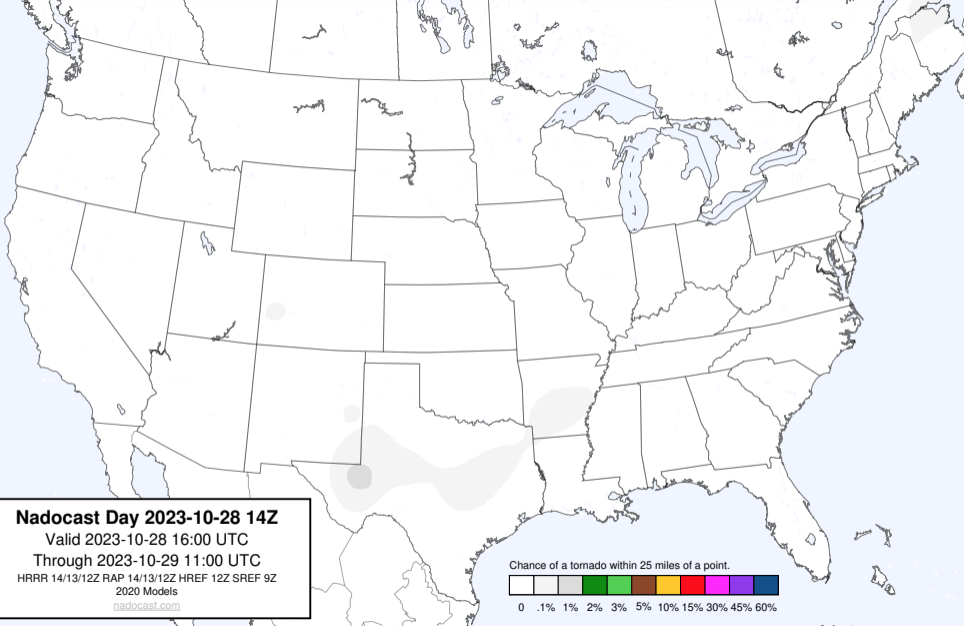 Nadocast Day 2023-10-28 14Z
Valid 2023-10-28 16:00 UTC
Through 2023-10-29 11:00 UTC
HRRR 14/13/12Z RAP 14/13/12Z HREF 12Z SREF 9Z
2020 Models
nadocast.com
Chance of a tornado within 25 miles of a point.
0 .1% 1% 2% 3% 5% 10% 15% 30% 45% 60%